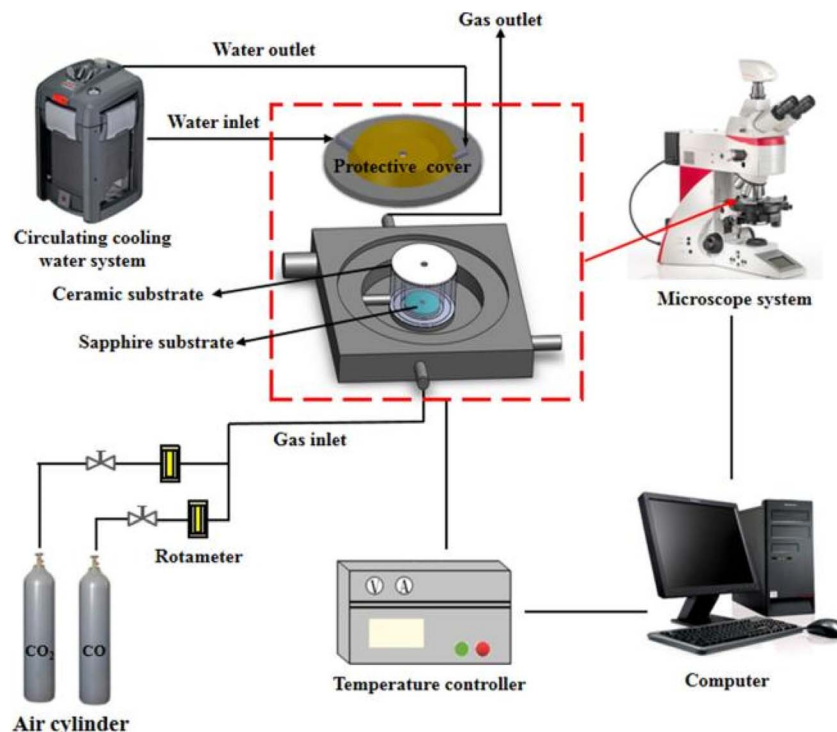 Gas outlet
Water outlet
Water inlet
Protective cover
Circulating cooling
water system
Ceramic substrate
Sapphire substrate
Microscope system
Gas inlet
Rotameter
CO2
CO
V
A
Temperature controller
Computer
Air cylinder